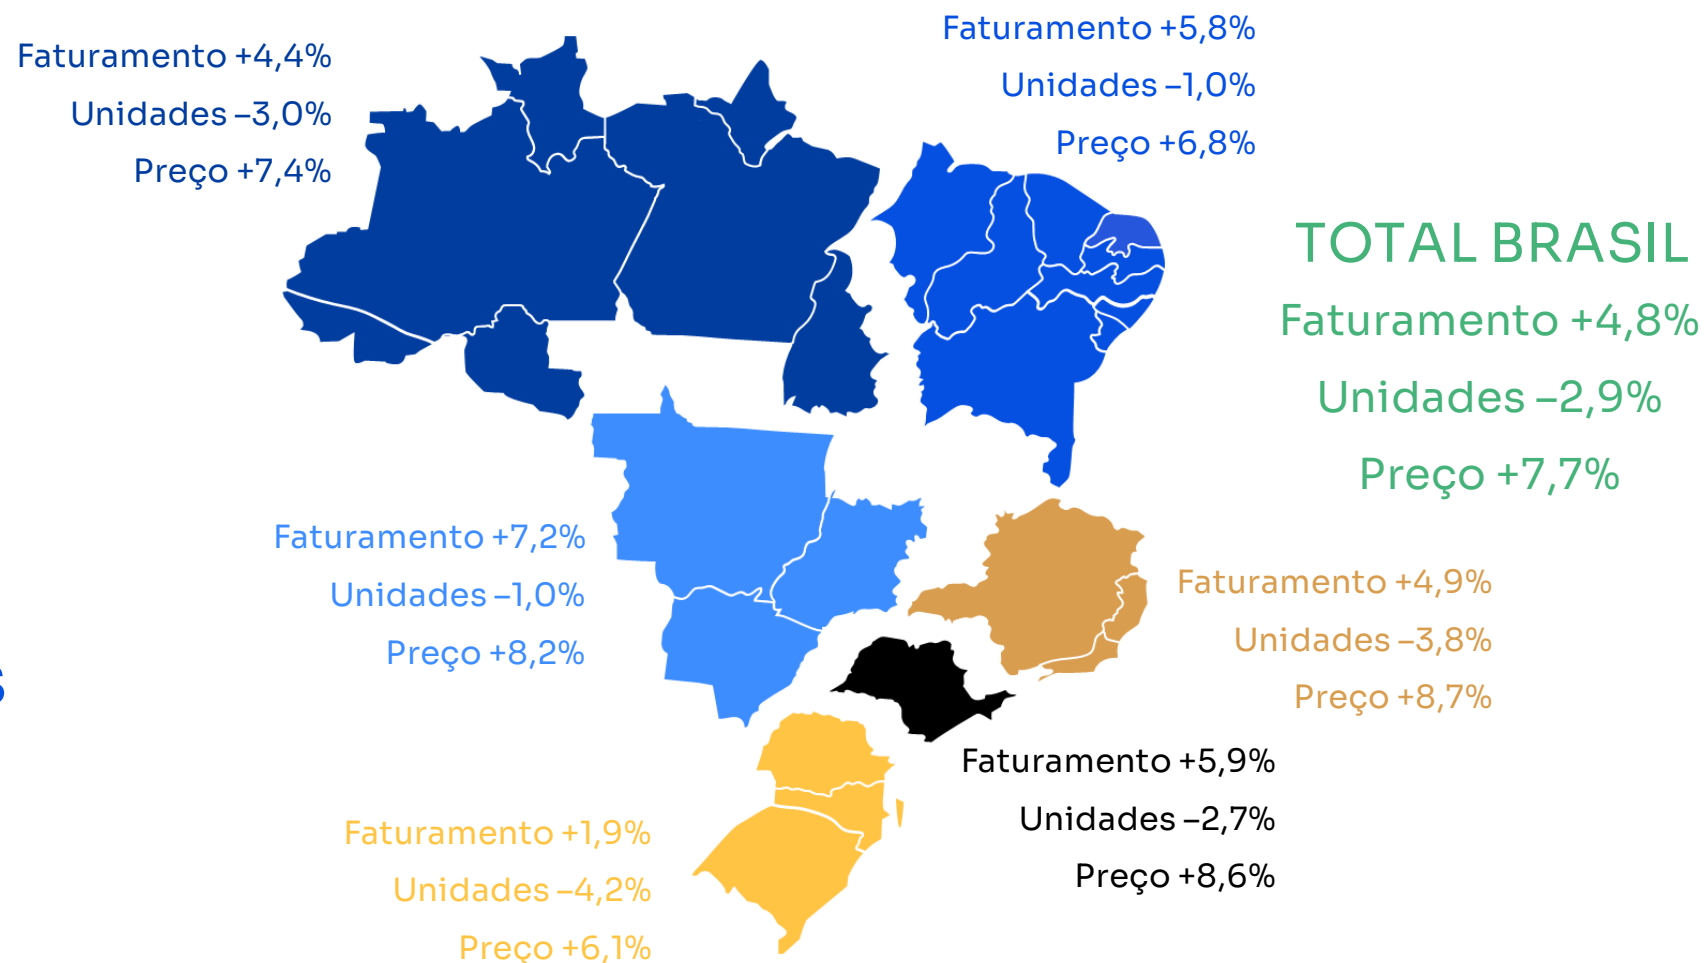 Faturamento +4,4%
Unidades –3,0%
Preço +7,4%
Faturamento +5,8%
Unidades –1,0%
Preço +6,8%
TOTAL BRASIL
Faturamento +4,8%
Unidades –2,9%
Preço +7,7%
Faturamento +7,2%
Unidades –1,0%
Preço +8,2%
Faturamento +4,9%
Unidades –3,8%
Preço +8,7%
Faturamento +5,9%
Unidades –2,7%
Preço +8,6%
Faturamento +1,9%
Unidades –4,2%
Preço +6,1%